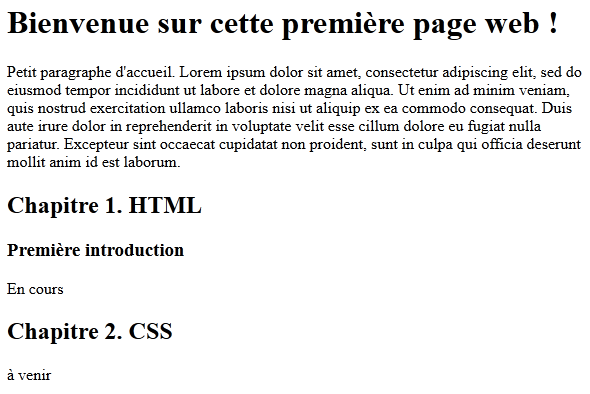 Bienvenue sur cette première page web !
Petit paragraphe d'accueil. Lorem ipsum dolor sit amet, consectetur adipiscing elit, sed do
eiusmod tempor incididunt ut labore et dolore magna aliqua. Ut enim ad minim veniam,
quis nostrud exercitation ullamco laboris nisi ut aliquip ex ea commodo consequat. Duis
aute irure dolor in reprehenderit in voluptate velit esse cillum dolore eu fugiat nulla
pariatur. Excepteur sint occaecat cupidatat non proident, sunt in culpa qui officia deserunt
mollit anim id est laborum.
Chapitre 1. HTML
Première introduction
En cours
Chapitre 2. CSS
à venir